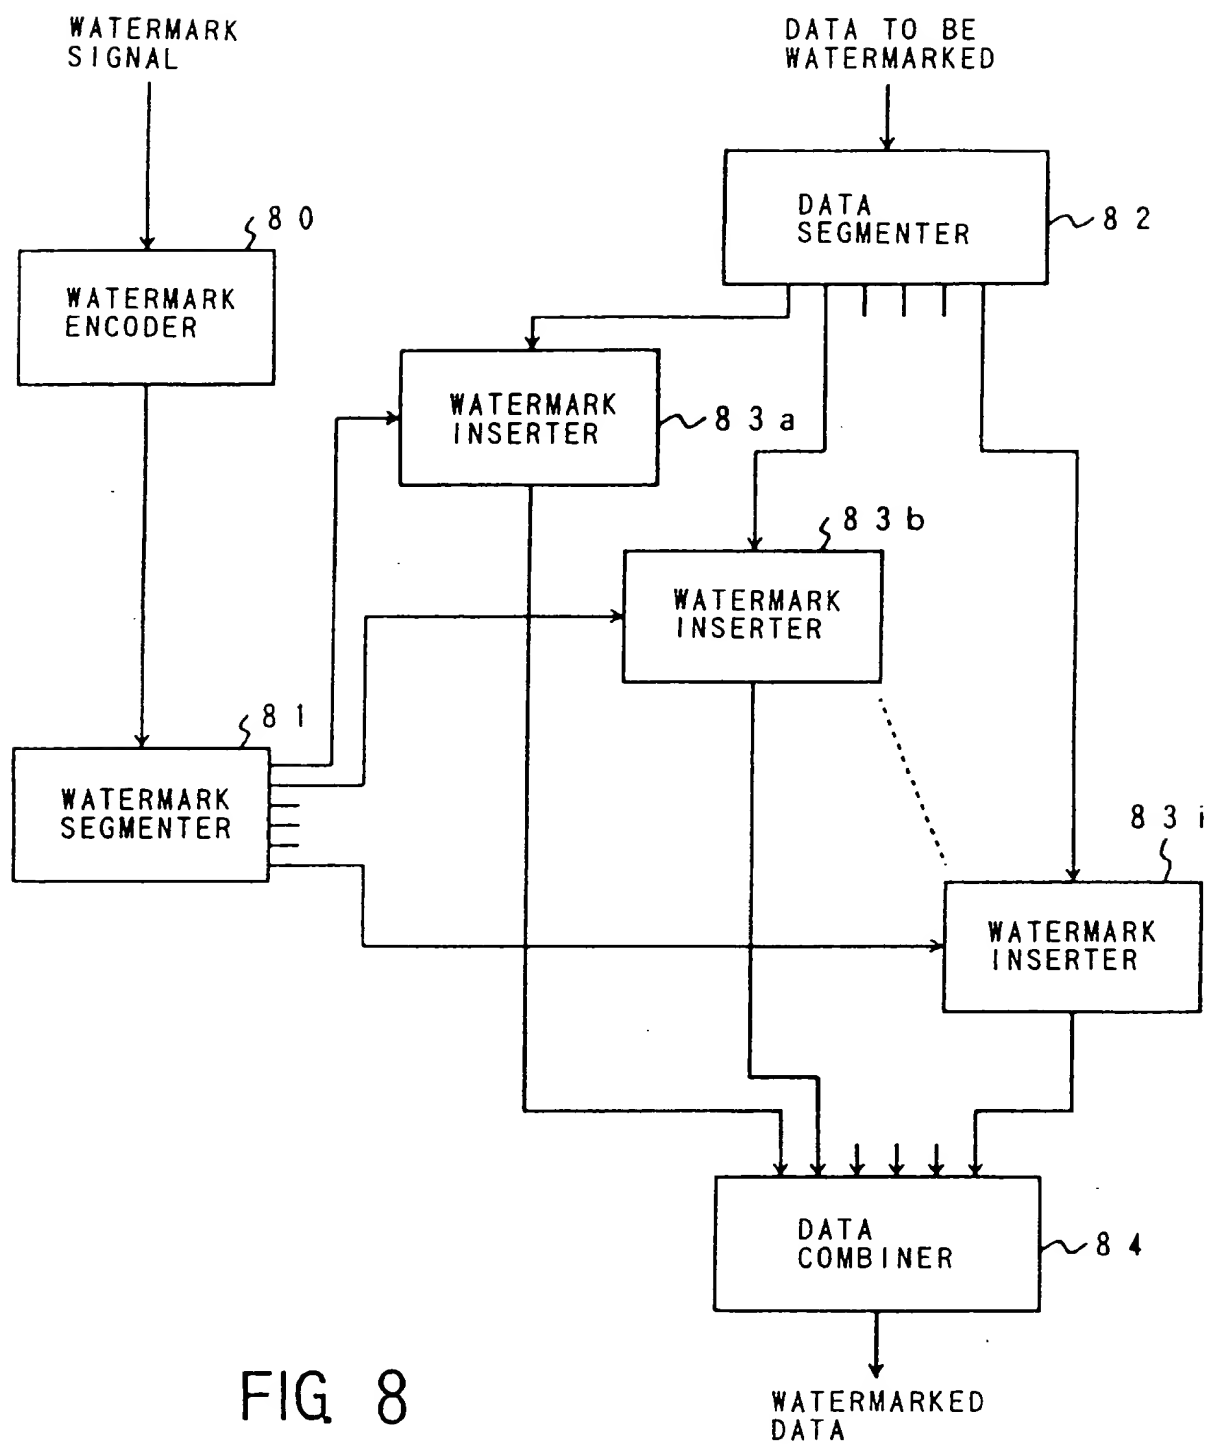 WATERMARK
SIGNAL
DATA TO BE
WATERMARKED
80
WATERMARK
ENCODER
DATA
SEGMENTER
82
WATERMARK
INSERTER
83a
83b
WATERMARK
INSERTER
81
WATERMARK
SEGMENTER
83i
WATERMARK
INSERTER
DATA
COMBINER
84
WATERMARKED
DATA
FIG. 8